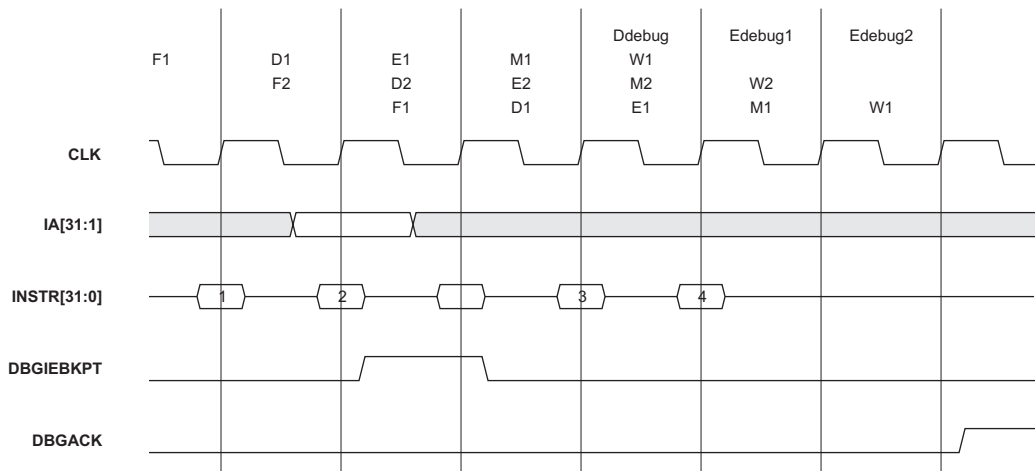 Ddebug Edebug1 Edebug2
F1 D1 E1 M1 W1
F2 D2 E2 M2 W2
F1 D1 E1 M1 W1
CLK
IA[31:1]
INSTR[31:0] 1 2 3 4
DBGIEBKPT
DBGACK